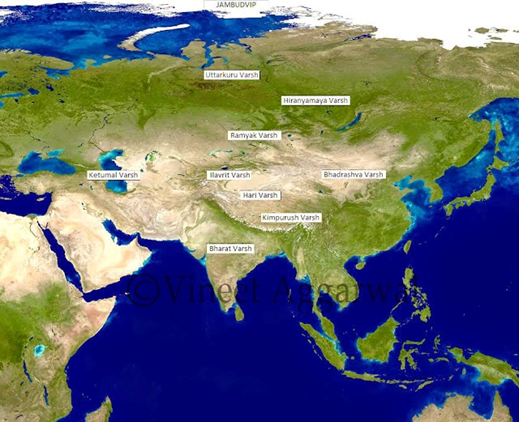 JAMBUDVIP
Uttarkuru Varsh
Hiranyamaya Varsh
Ramyak Varsh
Ketumal Varsh
Ilavrit Varsh
Bhadrashva Varsh
Hari Varsh
Kimpurush Varsh
Bharat Varsh
©Vineet Aggarwal